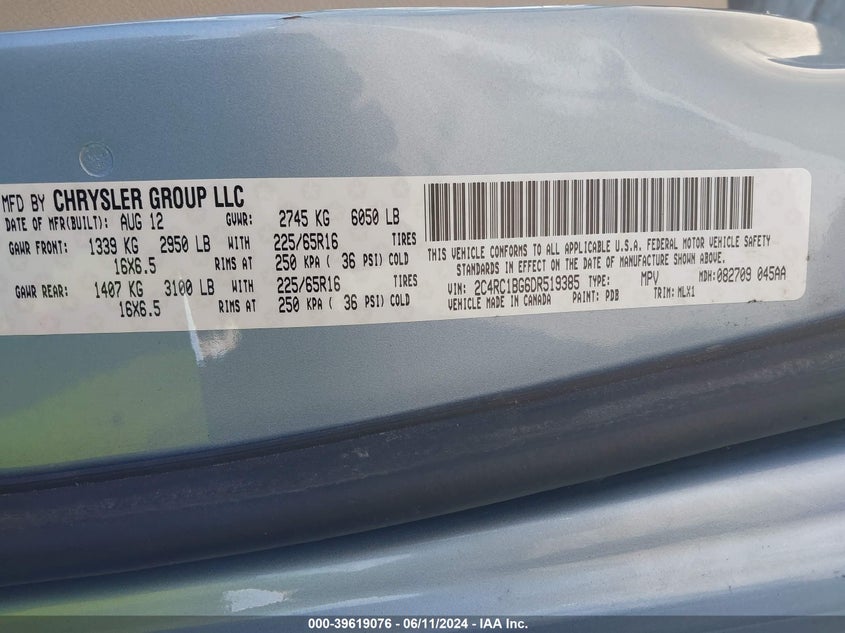 MFD BY CHRYSLER GROUP LLC
DATE OF MFR(BUILT): AUG 12 GVWR: 2745 KG 6050 LB
GAWR FRONT: 1339 KG 2950 LB WITH 225/65R16 TIRES
16X6.5 RIMS AT 250 KPA ( 36 PSI) COLD
GAWR REAR: 1407 KG 3100 LB WITH 225/65R16 TIRES
16X6.5 RIMS AT 250 KPA ( 36 PSI) COLD
THIS VEHICLE CONFORMS TO ALL APPLICABLE U.S.A. FEDERAL MOTOR VEHICLE SAFETY
STANDARDS IN EFFECT ON THE DATE OF MANUFACTURE SHOWN ABOVE.
VIN: 2C4RC1BG6DR519385 TYPE: MPV MDH: 082709 045AA
VEHICLE MADE IN CANADA PAINT: PDB TRIM: MLX1
000-39619076 - 06/11/2024 - IAA Inc.